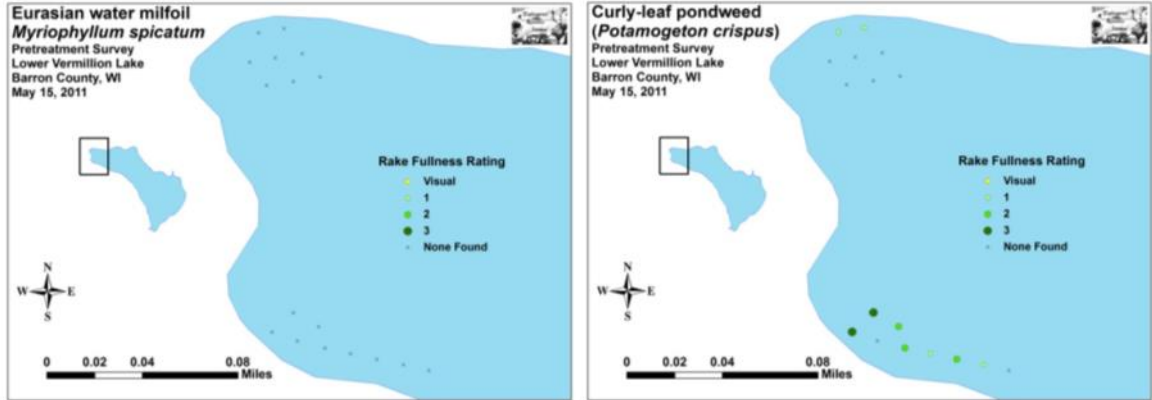 Eurasian water milfoil
Myriophyllum spicatum
Pretreatment Survey
Lower Vermillion Lake
Barron County, WI
May 15, 2011
Rake Fullness Rating
Visual
1
2
3
None Found
N
W E
S
0 0.02 0.04 0.08
Miles
Curly-leaf pondweed
(Potamogeton crispus)
Pretreatment Survey
Lower Vermillion Lake
Barron County, WI
May 15, 2011
Rake Fullness Rating
Visual
1
2
3
None Found
N
W E
S
0 0.02 0.04 0.08
Miles